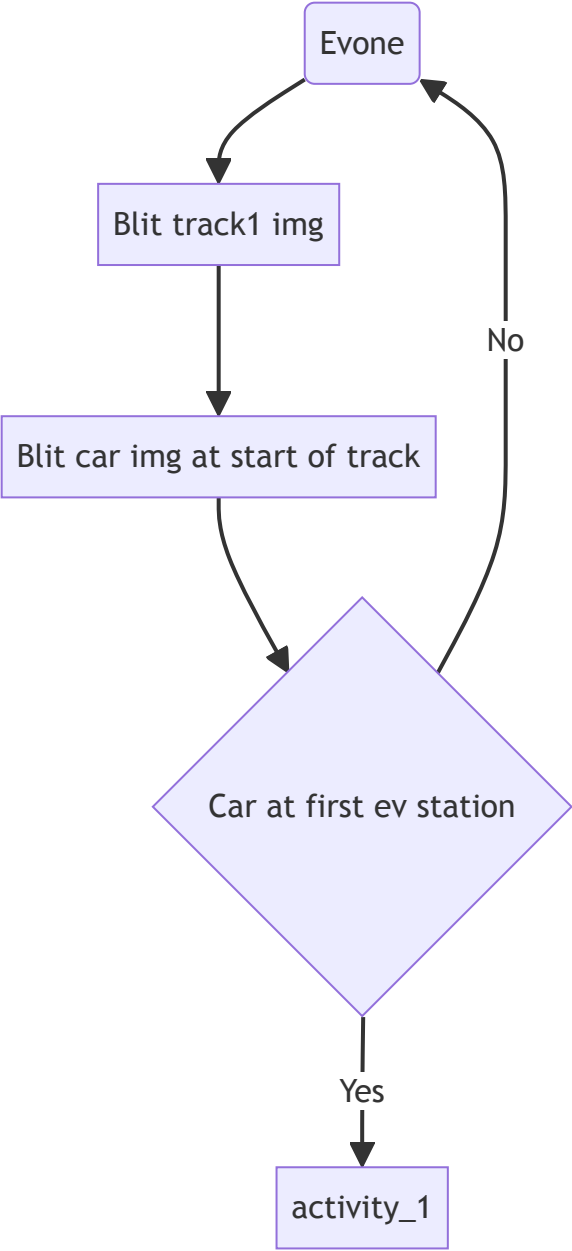 Evone
Blit track1 img
No
Blit car img at start of track
Car at first ev station
Yes
activity_1